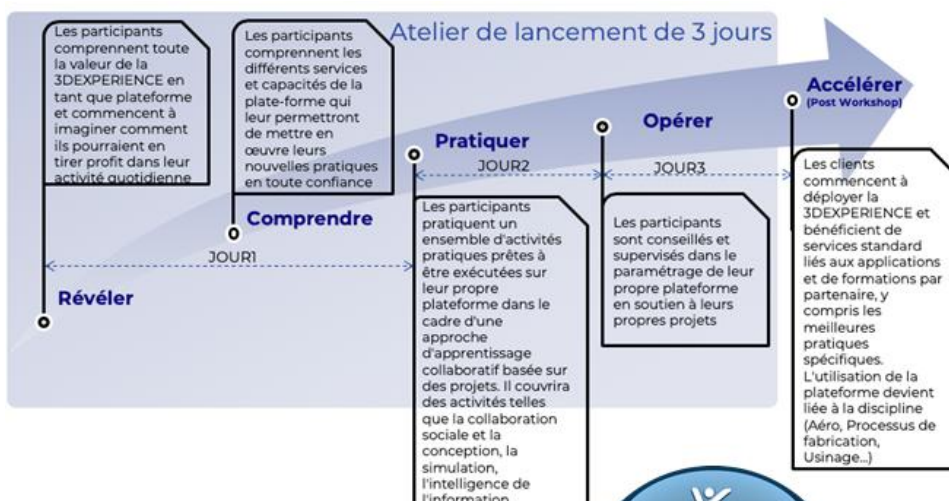 Atelier de lancement de 3 jours
Les participants
comprennent toute
la valeur de la
3DEXPERIENCE en
tant que plateforme
et commencent à
imaginer comment
ils pourraient en
tirer profit dans leur
activité quotidienne
Révéler
JOUR1
Les participants
comprennent les
différents services
et capacités de la
plate-forme qui
leur permettront
de mettre en
œuvre leurs
nouvelles pratiques
en toute confiance
Comprendre
Pratiquer
JOUR2
Les participants
pratiquent un
ensemble d'activités
pratiques prêtes à
être exécutées sur
leur propre
plateforme dans le
cadre d'une
approche
d'apprentissage
collaboratif basée sur
des projets. Il couvrira
des activités telles
que la collaboration
sociale et la
conception, la
simulation,
l'intelligence de
l'information
Opérer
JOUR3
Les participants
sont conseillés et
supervisés dans le
paramétrage de leur
propre plateforme
en soutien à leurs
propres projets
Accélérer
(Post Workshop)
Les clients
commencent à
déployer la
3DEXPERIENCE et
bénéficient de
services standard
liés aux applications
et de formations par
partenaire, y
compris les
meilleures
pratiques
spécifiques.
L'utilisation de la
plateforme devient
liée à la discipline
(Aéro, Processus de
fabrication,
Usinage...)